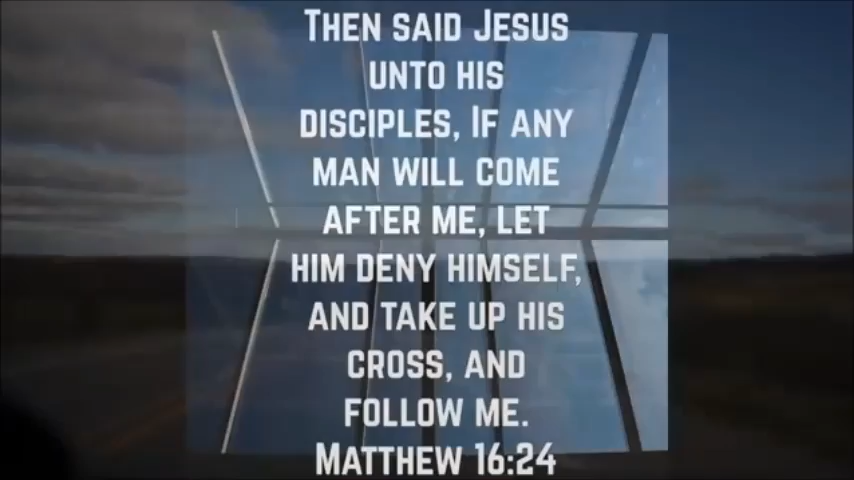 Then said Jesus
unto his
disciples, If any
man will come
after me, let
him deny himself,
and take up his
cross, and
follow me.
Matthew 16:24